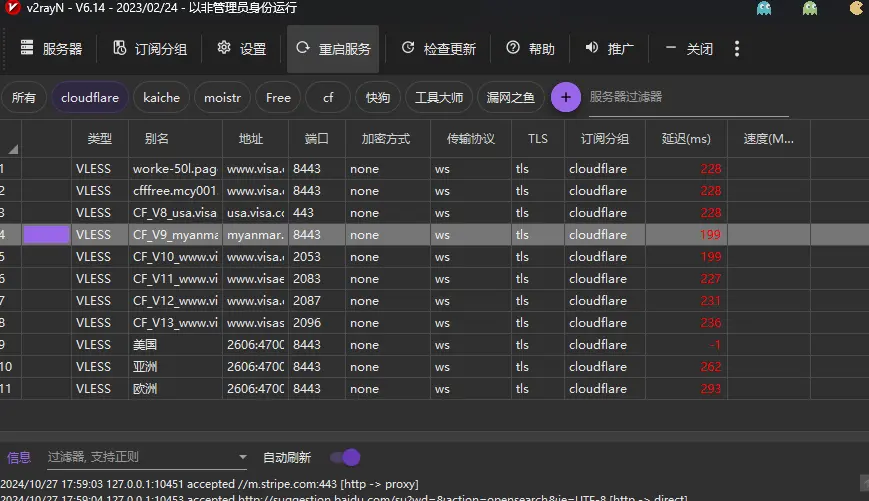 v2rayN - V6.14 - 2023/02/24 - 以非管理员身份运行
服务器 订阅分组 设置 重启服务 检查更新 帮助 推广 关闭
所有 cloudflare kaiche moistr Free cf 快狗 工具大师 漏网之鱼 + 服务器过滤器
类型 别名 地址 端口 加密方式 传输协议 TLS 订阅分组 延迟(ms) 速度(M...
1 VLESS worke-50l.pag www.visa.c 8443 none ws tls cloudflare 228
2 VLESS cfffree.mcy001. www.visa.c 8443 none ws tls cloudflare 228
3 VLESS CF_V8_usa.visa usa.visa.cc 443 none ws tls cloudflare 228
4 VLESS CF_V9_myanma myanmar. 8443 none ws tls cloudflare 199
5 VLESS CF_V10_www.vi www.visa.c 2053 none ws tls cloudflare 199
6 VLESS CF_V11_www.vi www.visae 2083 none ws tls cloudflare 227
7 VLESS CF_V12_www.vi www.visa.c 2087 none ws tls cloudflare 231
8 VLESS CF_V13_www.vi www.visas 2096 none ws tls cloudflare 236
9 VLESS 美国 2606:4700 8443 none ws tls cloudflare -1
10 VLESS 亚洲 2606:4700 8443 none ws tls cloudflare 262
11 VLESS 欧洲 2606:4700 8443 none ws tls cloudflare 293
信息 过滤器, 支持正则 自动刷新
2024/10/27 17:59:03 127.0.0.1:10451 accepted //m.stripe.com:443 [http -> proxy]
2024/10/27 17:59:04 127.0.0.1:10453 accepted http://suggestion.baidu.com/su?wd=&action=opensearch&ie=UTF-8 [http -> direct]